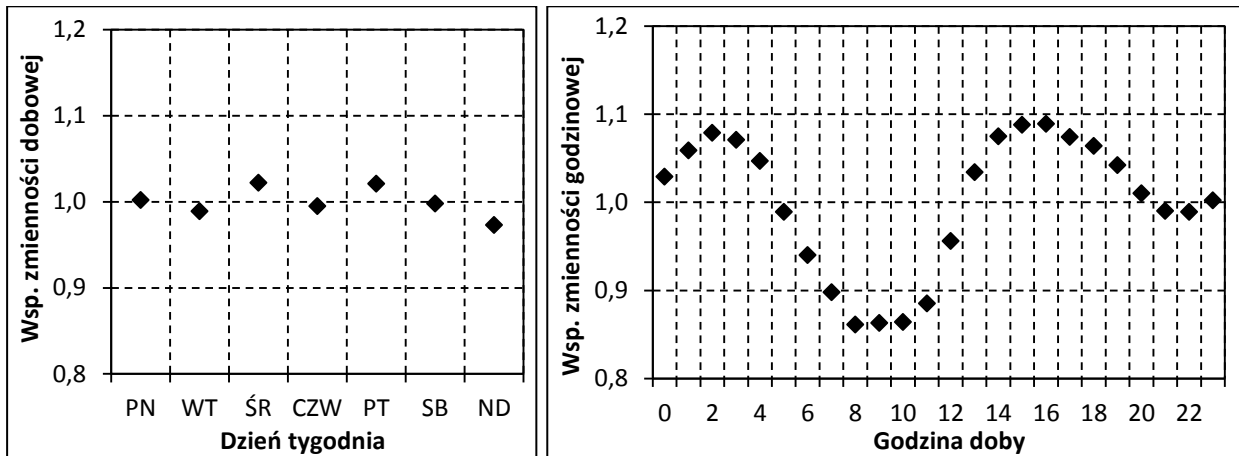 Wsp. zmienności dobowej
1,2
1,1
1,0
0,9
0,8
PN WT ŚR CZW PT SB ND
Dzień tygodnia
Wsp. zmienności godzinowej
1,2
1,1
1,0
0,9
0,8
0 2 4 6 8 10 12 14 16 18 20 22
Godzina doby